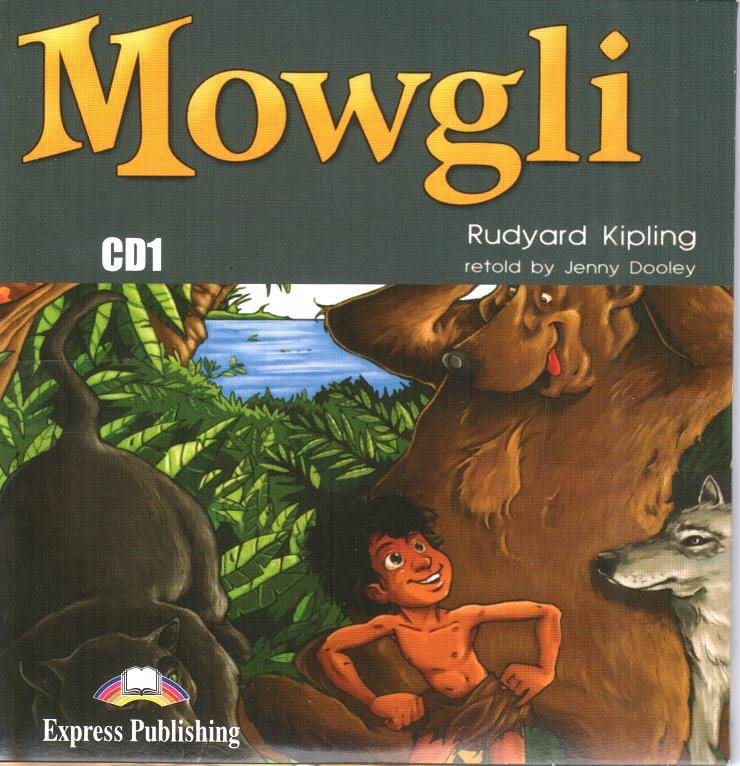 Mowgli
Rudyard Kipling
CD1
retold by Jenny Dooley
Express Publishing